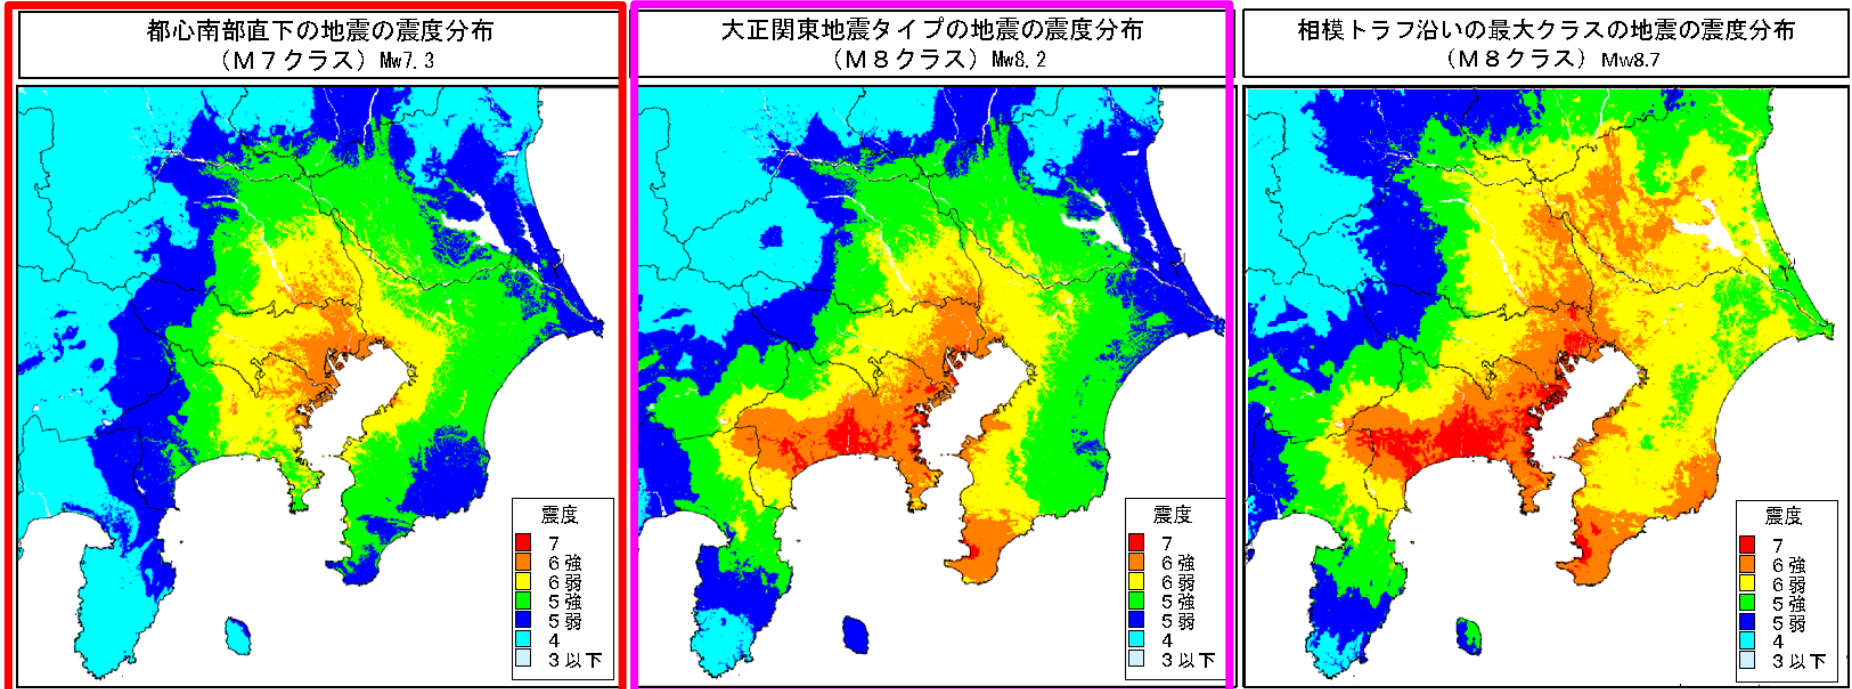 都心南部直下の地震の震度分布
（Ｍ７クラス）Mw7.3
震度
7
6強
6弱
5強
5弱
4
3以下
大正関東地震タイプの地震の震度分布
（Ｍ８クラス）Mw8.2
震度
7
6強
6弱
5強
5弱
4
3以下
相模トラフ沿いの最大クラスの地震の震度分布
（Ｍ８クラス）Mw8.7
震度
7
6強
6弱
5強
5弱
4
3以下